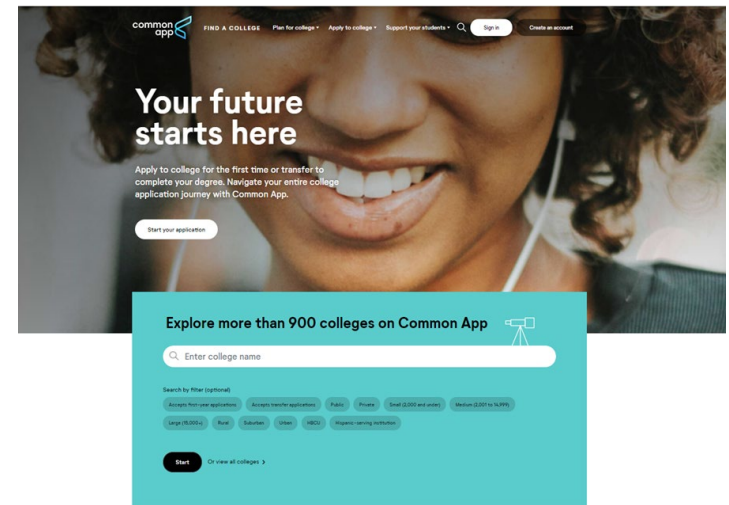 common
app
FIND A COLLEGE Plan for college Apply to college Support your students Sign in Create an account
Your future
starts here
Apply to college for the first time or transfer to
complete your degree. Navigate your entire college
application journey with Common App.
Start your application
Explore more than 900 colleges on Common App
Enter college name
Search by filter (optional)
Accepts first-year applications Accepts transfer applications Public Private Small (2,000 and under) Medium (2,001 to 14,999)
Large (15,000+) Rural Suburban Urban HBCU Hispanic-serving institution
Start Or view all colleges